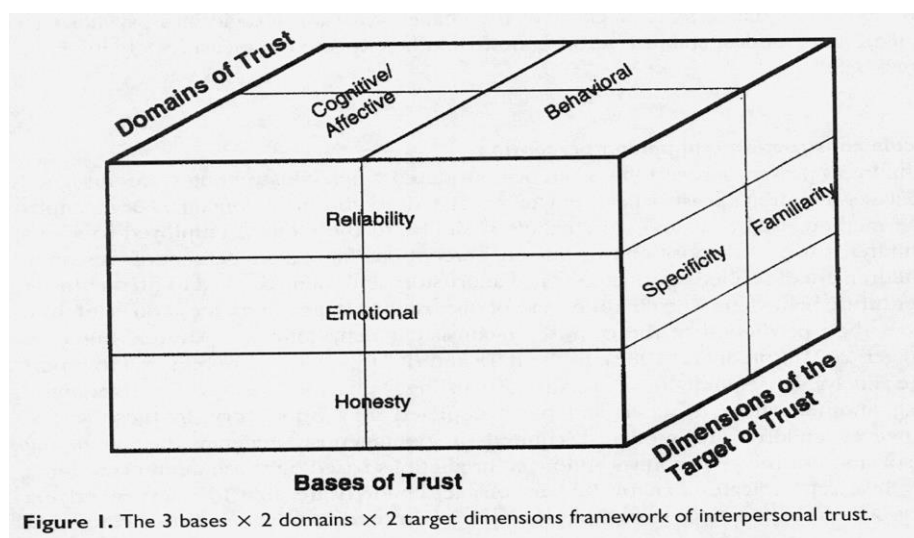 Domains of Trust
Cognitive/
Affective
Behavioral
Reliability
Emotional
Honesty
Specificity
Familiarity
Bases of Trust
Dimensions of the
Target of Trust
Figure 1. The 3 bases × 2 domains × 2 target dimensions framework of interpersonal trust.